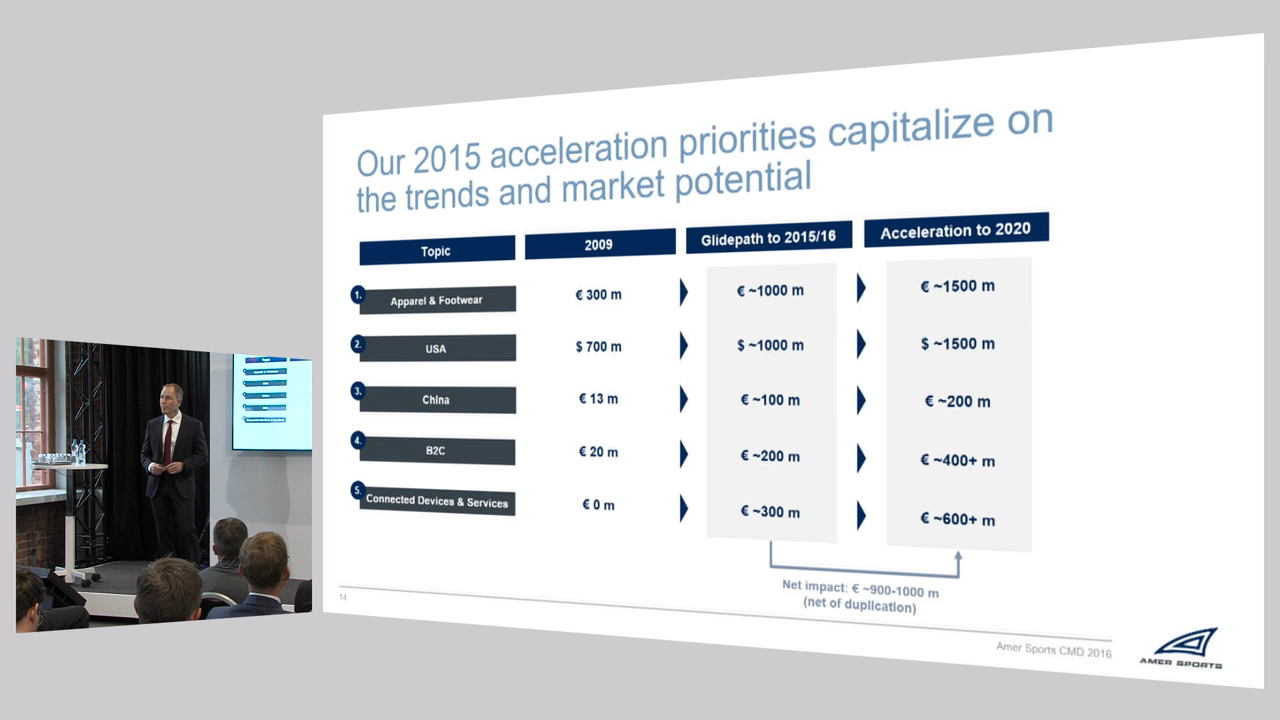 Our 2015 acceleration priorities capitalize on
the trends and market potential
Topic
2009
Glidepath to 2015/16
Acceleration to 2020
1.
Apparel & Footwear
€ 300 m
€ ~1000 m
€ ~1500 m
2.
USA
$ 700 m
$ ~1000 m
$ ~1500 m
3.
China
€ 13 m
€ ~100 m
€ ~200 m
4.
B2C
€ 20 m
€ ~200 m
€ ~400+ m
5.
Connected Devices & Services
€ 0 m
€ ~300 m
€ ~600+ m
Net impact: € ~900-1000 m
(net of duplication)
14
Amer Sports CMD 2016
AMER SPORTS